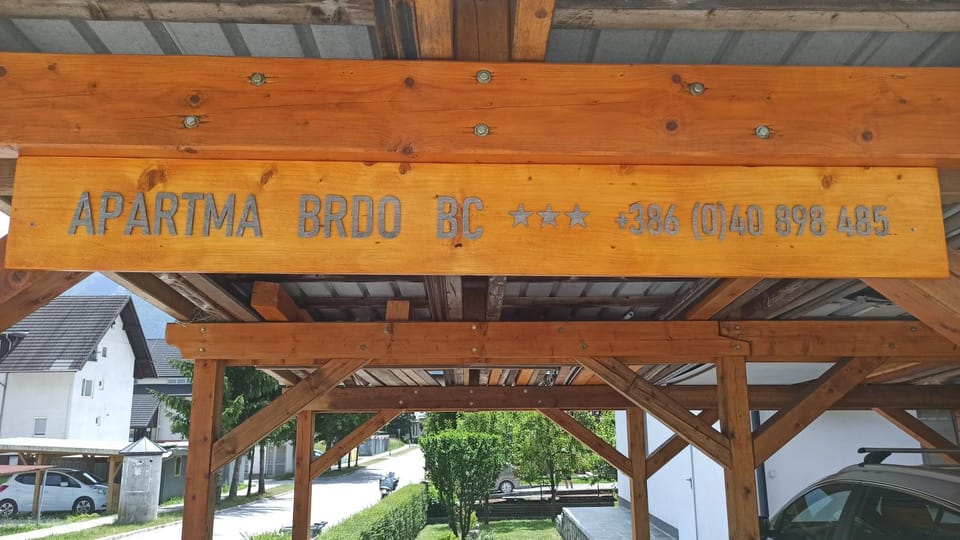 APARTMA BRDO BC ★★★ +386 (0)40 898 485